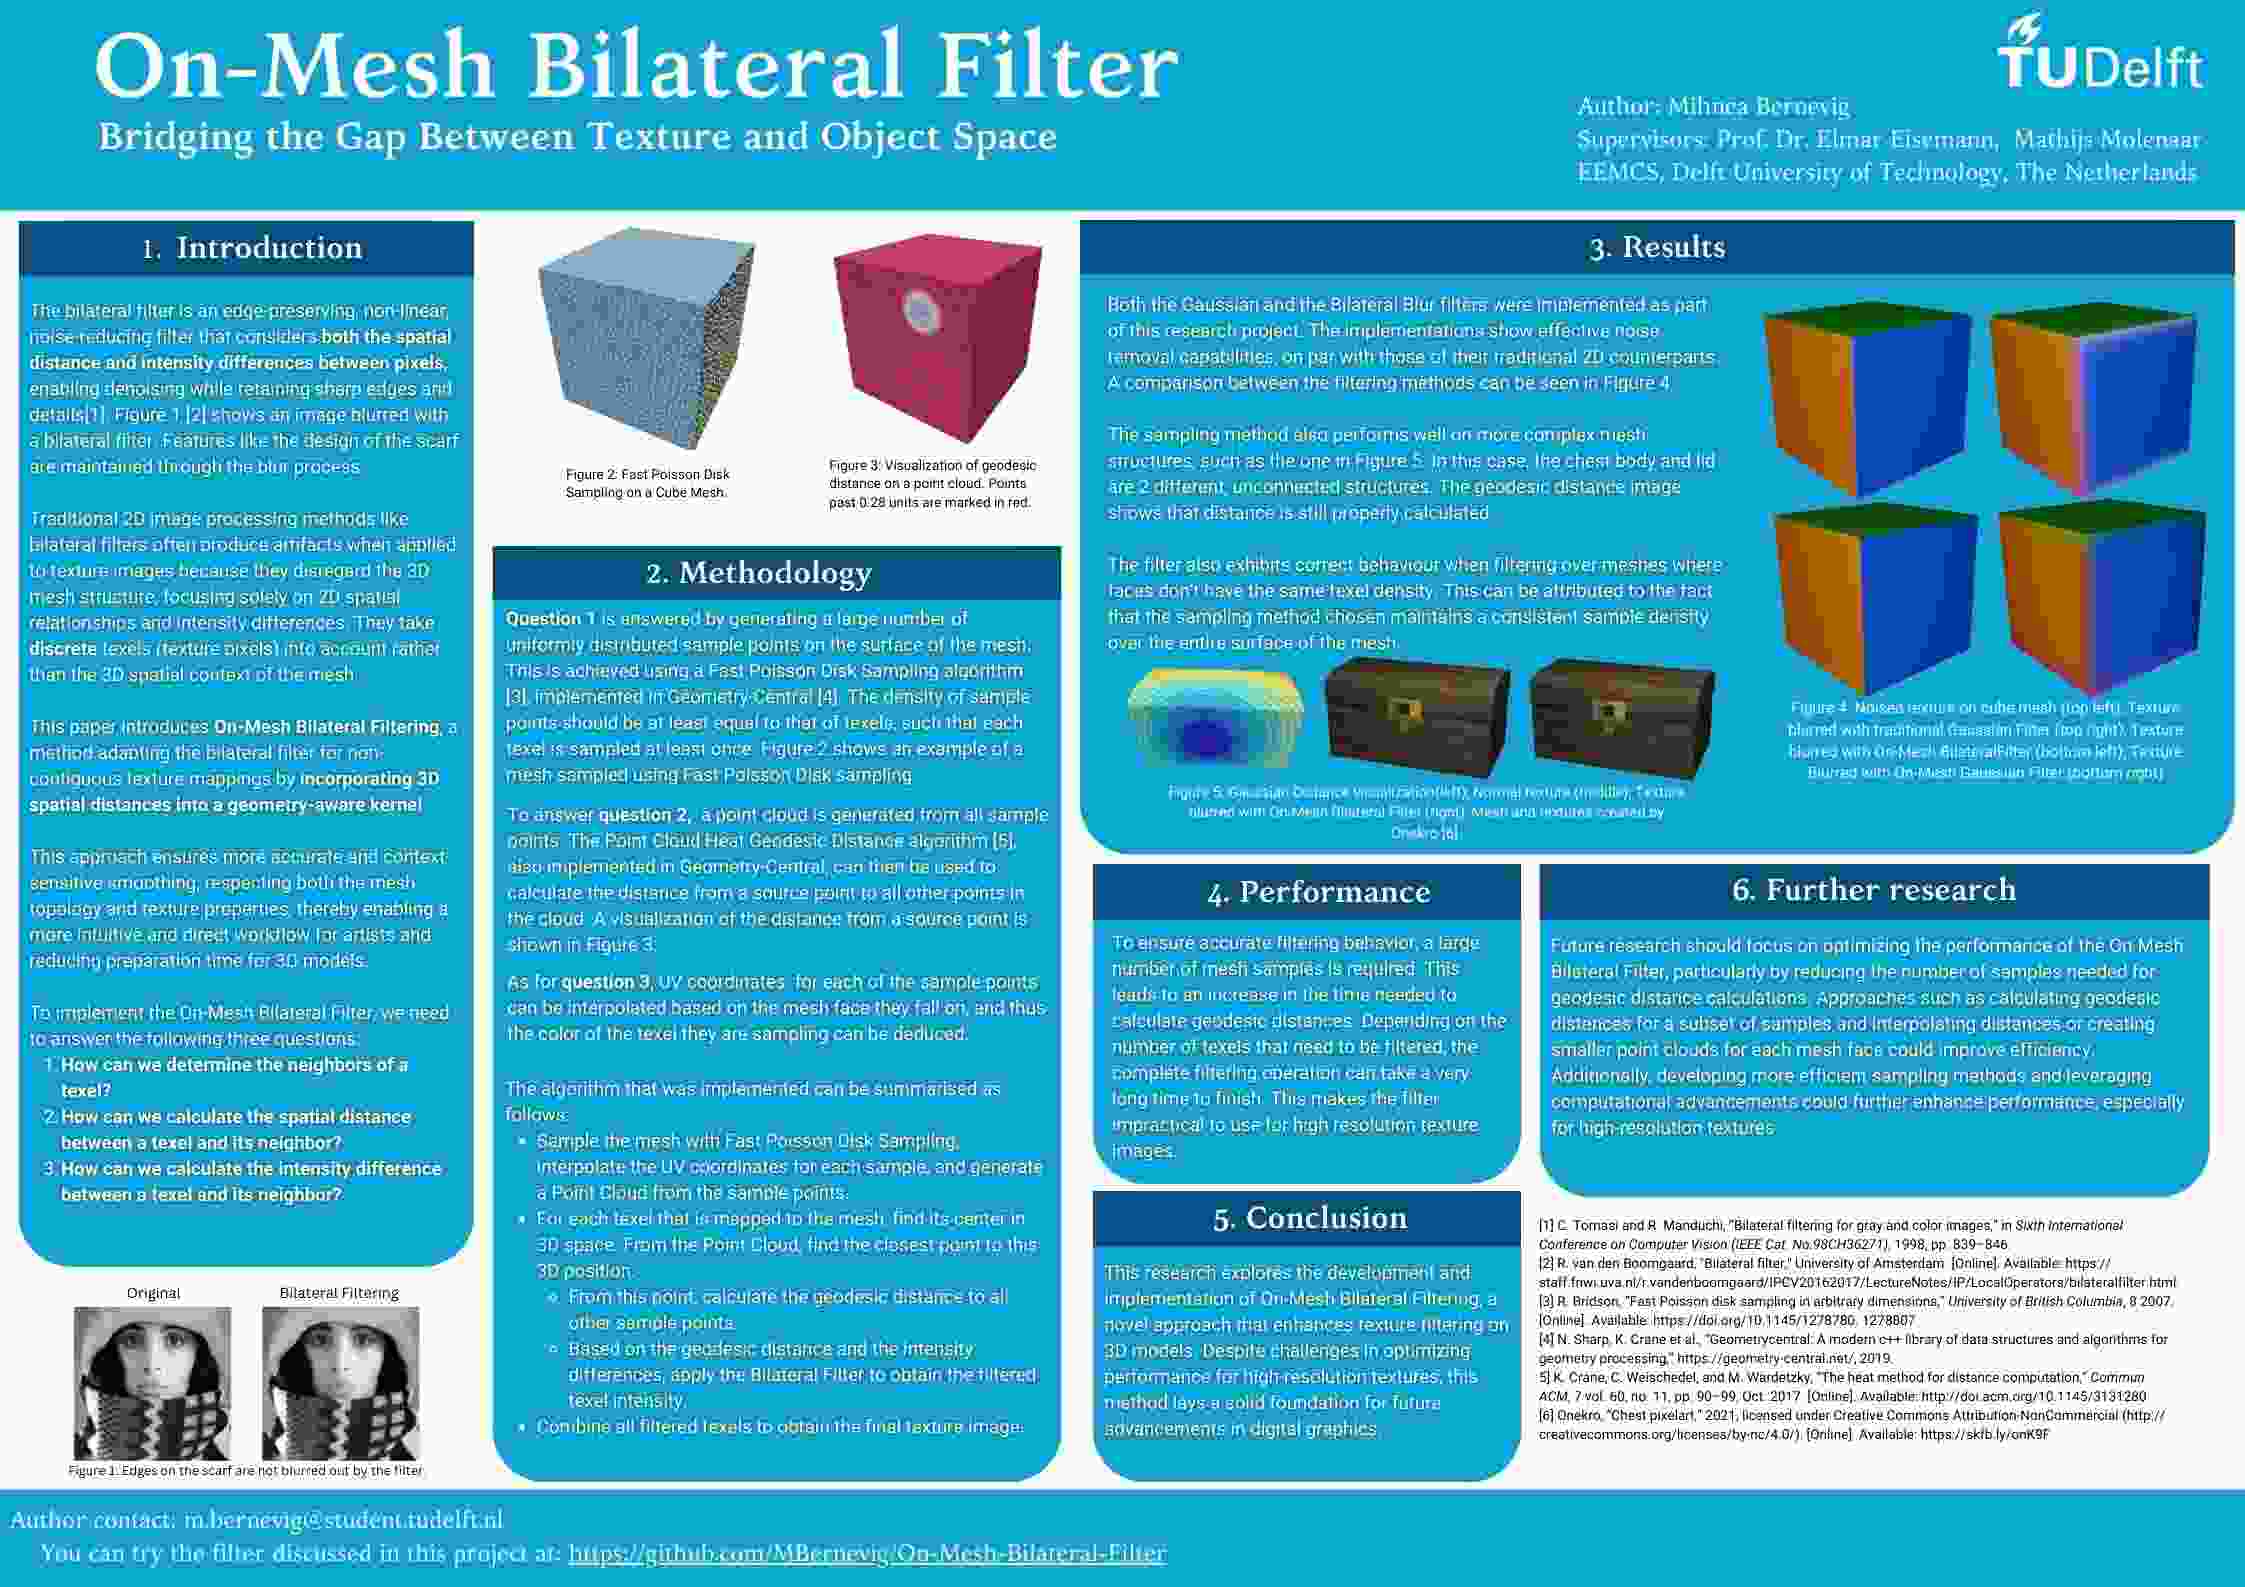 On-Mesh Bilateral Filter
Bridging the Gap Between Texture and Object Space
TUDelft
Author: Mihnea Bernevig
Supervisors: Prof. Dr. Elmar Eisemann, Mathijs Molenaar
EEMCS, Delft University of Technology, The Netherlands
1. Introduction
The bilateral filter is an edge-preserving, non-linear,
noise-reducing filter that considers both the spatial
distance and intensity differences between pixels,
enabling denoising while retaining sharp edges and
details[1]. Figure 1 [2] shows an image blurred with
a bilateral filter. Features like the design of the scarf
are maintained through the blur process.
Traditional 2D image processing methods like
bilateral filters often produce artifacts when applied
to texture images because they disregard the 3D
mesh structure, focusing solely on 2D spatial
relationships and intensity differences. They take
discrete texels (texture pixels) into account rather
than the 3D spatial context of the mesh.
This paper introduces On-Mesh Bilateral Filtering, a
method adapting the bilateral filter for non-
contiguous texture mappings by incorporating 3D
spatial distances into a geometry-aware kernel.
This approach ensures more accurate and context
sensitive smoothing, respecting both the mesh
topology and texture properties, thereby enabling a
more intuitive and direct workflow for artists and
reducing preparation time for 3D models.
To implement the On-Mesh Bilateral Filter, we need
to answer the following three questions:
1. How can we determine the neighbors of a
texel?
2. How can we calculate the spatial distance
between a texel and its neighbor?
3. How can we calculate the intensity difference
between a texel and its neighbor?
Original
Bilateral Filtering
Figure 1: Edges on the scarf are not blurred out by the filter
Figure 2: Fast Poisson Disk
Sampling on a Cube Mesh.
Figure 3: Visualization of geodesic
distance on a point cloud. Points
past 0.28 units are marked in red.
2. Methodology
Question 1 is answered by generating a large number of
uniformly distributed sample points on the surface of the mesh.
This is achieved using a Fast Poisson Disk Sampling algorithm
[3], implemented in Geometry-Central [4]. The density of sample
points should be at least equal to that of texels, such that each
texel is sampled at least once. Figure 2 shows an example of a
mesh sampled using Fast Poisson Disk sampling
To answer question 2, a point cloud is generated from all sample
points. The Point Cloud Heat Geodesic Distance algorithm [5],
also implemented in Geometry-Central, can then be used to
calculate the distance from a source point to all other points in
the cloud. A visualization of the distance from a source point is
shown in Figure 3.
As for question 3, UV coordinates for each of the sample points
can be interpolated based on the mesh face they fall on, and thus
the color of the texel they are sampling can be deduced.
The algorithm that was implemented can be summarised as
follows:
• Sample the mesh with Fast Poisson Disk Sampling,
interpolate the UV coordinates for each sample, and generate
a Point Cloud from the sample points.
• For each texel that is mapped to the mesh, find its center in
3D space. From the Point Cloud, find the closest point to this
3D position.
◦ From this point, calculate the geodesic distance to all
other sample points.
◦ Based on the geodesic distance and the intensity
differences, apply the Bilateral Filter to obtain the filtered
texel intensity.
• Combine all filtered texels to obtain the final texture image.
3. Results
Both the Gaussian and the Bilateral Blur filters were implemented as part
of this research project. The implementations show effective noise
removal capabilities, on par with those of their traditional 2D counterparts.
A comparison between the filtering methods can be seen in Figure 4.
The sampling method also performs well on more complex mesh
structures, such as the one in Figure 5. In this case, the chest body and lid
are 2 different, unconnected structures. The geodesic distance image
shows that distance is still properly calculated.
The filter also exhibits correct behaviour when filtering over meshes where
faces don't have the same texel density. This can be attributed to the fact
that the sampling method chosen maintains a consistent sample density
over the entire surface of the mesh.
Figure 5: Gaussian Distance visualization(left), Normal texture (middle), Texture
blurred with On-Mesh Bilateral Filter (right). Mesh and textures created by
Onekro [6]
Figure 4: Noised texture on cube mesh (top left), Texture
blurred with traditional Gaussian Filter (top right), Texture
blurred with On-Mesh BilateralFilter (bottom left), Texture
Blurred with On-Mesh Gaussian Filter (bottom right)
4. Performance
To ensure accurate filtering behavior, a large
number of mesh samples is required. This
leads to an increase in the time needed to
calculate geodesic distances. Depending on the
number of texels that need to be filtered, the
complete filtering operation can take a very
long time to finish. This makes the filter
impractical to use for high resolution texture
images.
5. Conclusion
This research explores the development and
implementation of On-Mesh Bilateral Filtering, a
novel approach that enhances texture filtering on
3D models. Despite challenges in optimizing
performance for high-resolution textures, this
method lays a solid foundation for future
advancements in digital graphics.
6. Further research
Future research should focus on optimizing the performance of the On-Mesh
Bilateral Filter, particularly by reducing the number of samples needed for
geodesic distance calculations. Approaches such as calculating geodesic
distances for a subset of samples and interpolating distances or creating
smaller point clouds for each mesh face could improve efficiency.
Additionally, developing more efficient sampling methods and leveraging
computational advancements could further enhance performance, especially
for high-resolution textures.
[1] C. Tomasi and R. Manduchi, "Bilateral filtering for gray and color images," in Sixth International
Conference on Computer Vision (IEEE Cat. No.98CH36271), 1998, pp. 839–846.
[2] R. van den Boomgaard, "Bilateral filter," University of Amsterdam. [Online]. Available: https://
staff.fnwi.uva.nl/r.vandenboomgaard/IPCV20162017/LectureNotes/IP/LocalOperators/bilateralfilter.html
[3] R. Bridson, "Fast Poisson disk sampling in arbitrary dimensions," University of British Columbia, 8 2007.
[Online]. Available: https://doi.org/10.1145/1278780. 1278807
[4] N. Sharp, K. Crane et al., "Geometrycentral: A modern c++ library of data structures and algorithms for
geometry processing," https://geometry-central.net/, 2019.
5] K. Crane, C. Weischedel, and M. Wardetzky, "The heat method for distance computation," Commun
ACM, 7 vol. 60, no. 11, pp. 90–99, Oct. 2017. [Online]. Available: http://doi.acm.org/10.1145/3131280
[6] Onekro, "Chest pixelart," 2021, licensed under Creative Commons Attribution-NonCommercial (http://
creativecommons.org/licenses/by-nc/4.0/). [Online]. Available: https://skfb.ly/onK9F
Author contact: m.bernevig@student.tudelft.nl
You can try the filter discussed in this project at: https://github.com/MBernevig/On-Mesh-Bilateral-Filter